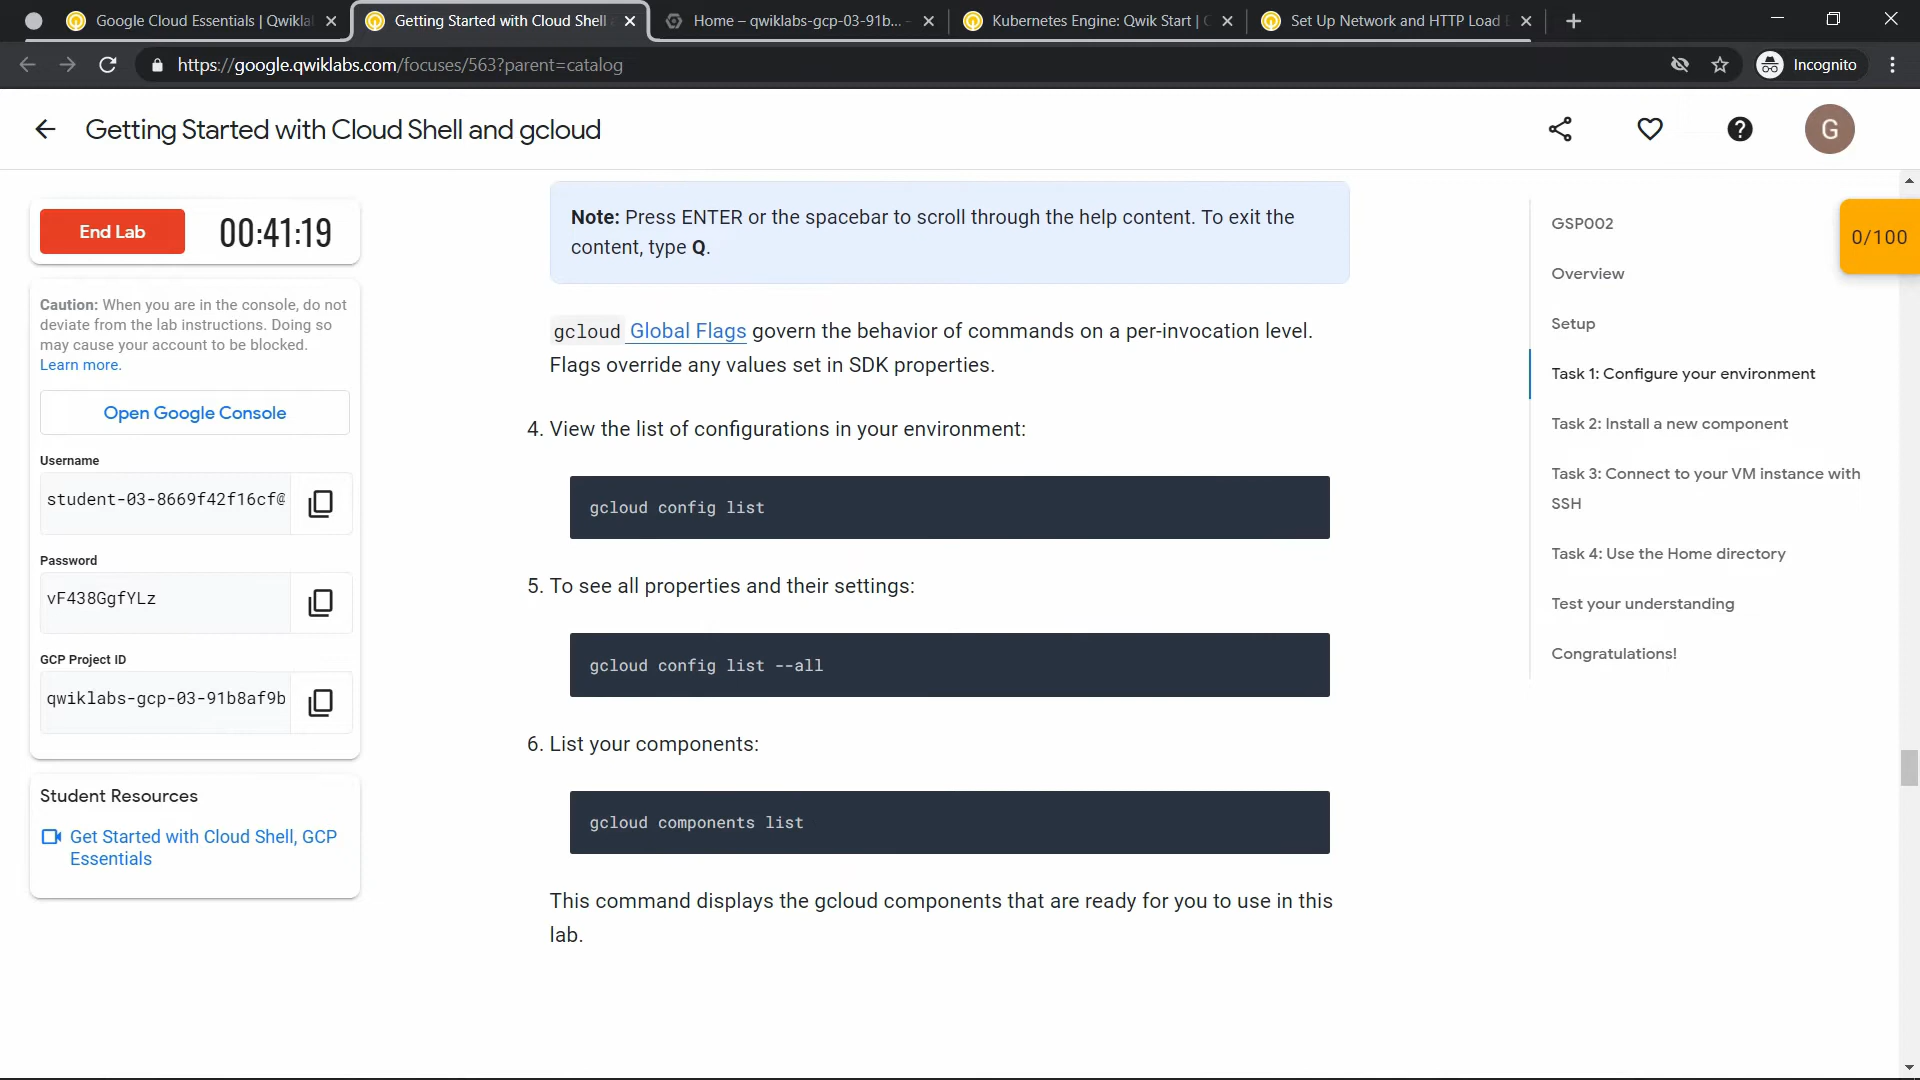 Google Cloud Essentials | Qwikla
Getting Started with Cloud Shell
Home – qwiklabs-gcp-03-91b...
Kubernetes Engine: Qwik Start |
Set Up Network and HTTP Load
https://google.qwiklabs.com/focuses/563?parent=catalog
Incognito
Getting Started with Cloud Shell and gcloud
G
End Lab
00:41:19
Caution: When you are in the console, do not
deviate from the lab instructions. Doing so
may cause your account to be blocked.
Learn more.
Open Google Console
Username
student-03-8669f42f16cf@
Password
vF438GgfYLz
GCP Project ID
qwiklabs-gcp-03-91b8af9b
Student Resources
Get Started with Cloud Shell, GCP
Essentials
Note: Press ENTER or the spacebar to scroll through the help content. To exit the
content, type Q.
gcloud Global Flags govern the behavior of commands on a per-invocation level.
Flags override any values set in SDK properties.
4. View the list of configurations in your environment:
gcloud config list
5. To see all properties and their settings:
gcloud config list --all
6. List your components:
gcloud components list
This command displays the gcloud components that are ready for you to use in this
lab.
GSP002
Overview
Setup
Task 1: Configure your environment
Task 2: Install a new component
Task 3: Connect to your VM instance with
SSH
Task 4: Use the Home directory
Test your understanding
Congratulations!
0/100